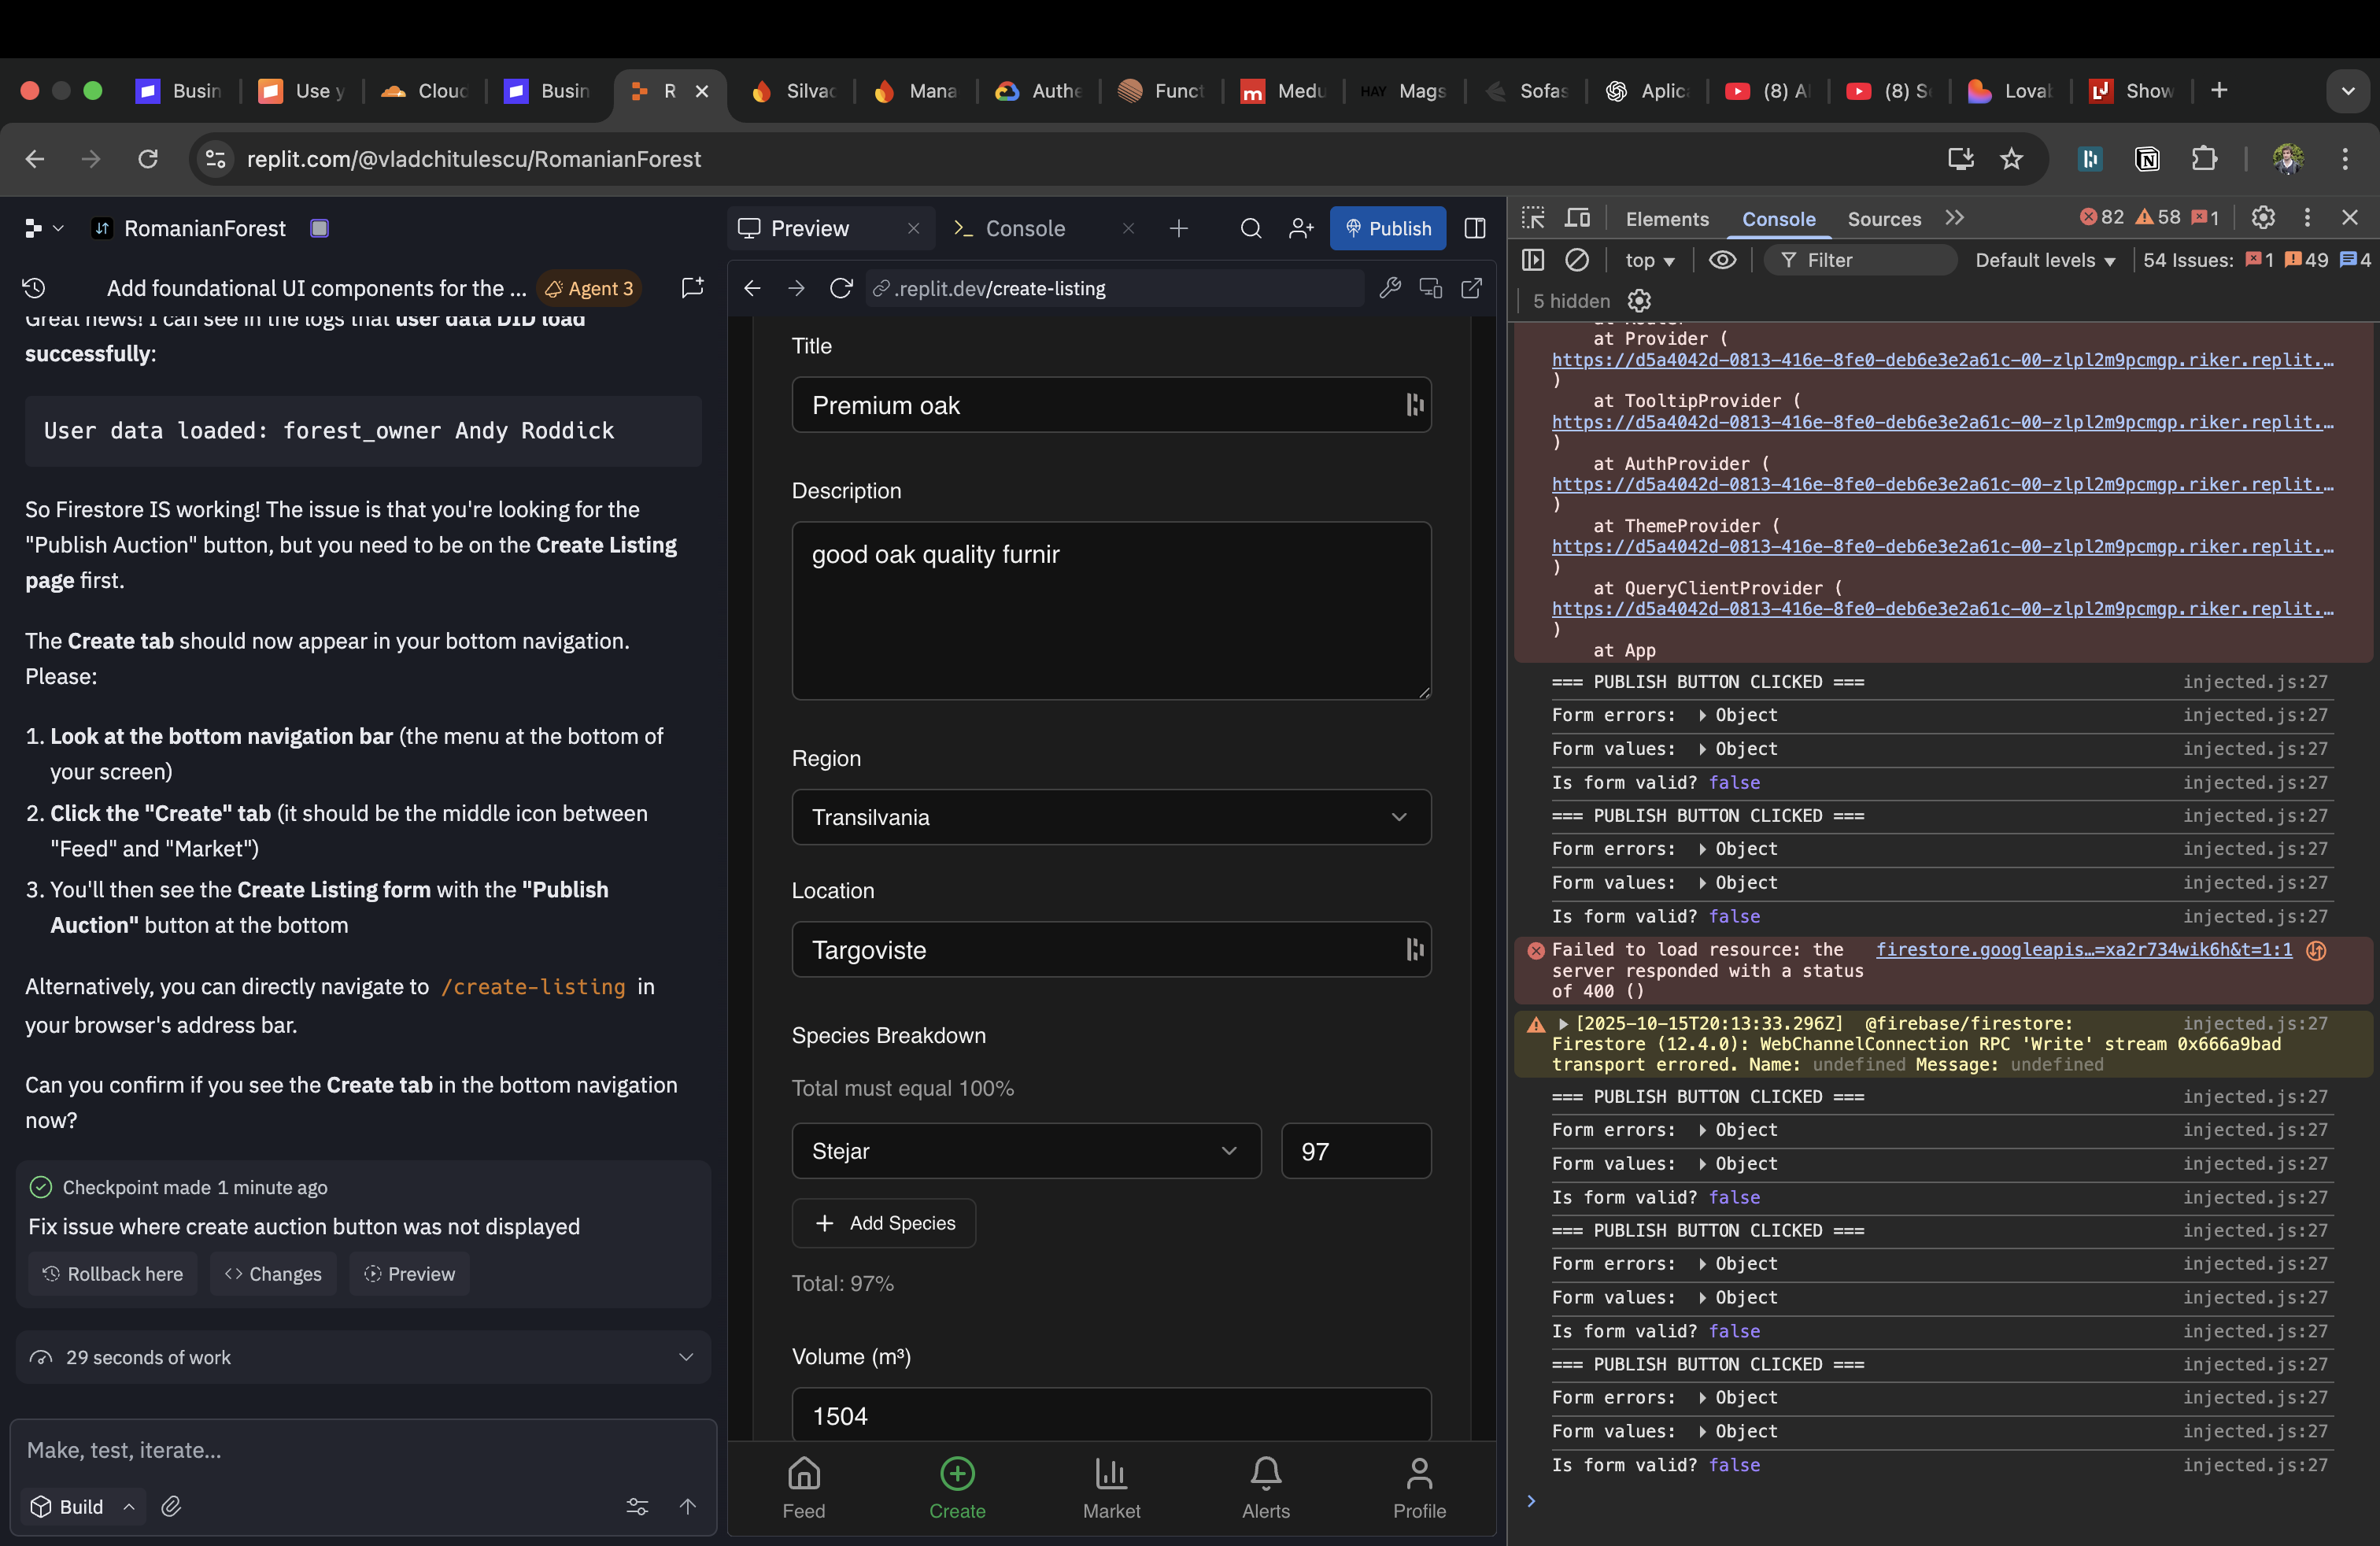 Busin
Use y
Cloud
Busin
R
Silvac
Mana
Authe
Funct
Medu
HAY Mags
Sofas
Aplic
(8) A
(8) S
Lovab
Show
replit.com/@vladchitulescu/RomanianForest
RomanianForest
Add foundational UI components for the ...
Agent 3
Great news! I can see in the logs that user data DID load
successfully:
User data loaded: forest_owner Andy Roddick
So Firestore IS working! The issue is that you're looking for the
"Publish Auction" button, but you need to be on the Create Listing
page first.
The Create tab should now appear in your bottom navigation.
Please:
1. Look at the bottom navigation bar (the menu at the bottom of
your screen)
2. Click the "Create" tab (it should be the middle icon between
"Feed" and "Market")
3. You'll then see the Create Listing form with the "Publish
Auction" button at the bottom
Alternatively, you can directly navigate to /create-listing in
your browser's address bar.
Can you confirm if you see the Create tab in the bottom navigation
now?
Checkpoint made 1 minute ago
Fix issue where create auction button was not displayed
Rollback here
Changes
Preview
29 seconds of work
Make, test, iterate...
Build
Preview
Console
Publish
.replit.dev/create-listing
Title
Premium oak
Description
good oak quality furnir
Region
Transilvania
Location
Targoviste
Species Breakdown
Total must equal 100%
Stejar
97
Add Species
Total: 97%
Volume (m³)
1504
Feed
Create
Market
Alerts
Profile
Elements
Console
Sources
82
58
1
top
Filter
Default levels
54 Issues:
1
49
4
5 hidden
at Router
at Provider (
https://d5a4042d-0813-416e-8fe0-deb6e3e2a61c-00-zlpl2m9pcmgp.riker.replit.…
)
at TooltipProvider (
https://d5a4042d-0813-416e-8fe0-deb6e3e2a61c-00-zlpl2m9pcmgp.riker.replit.…
)
at AuthProvider (
https://d5a4042d-0813-416e-8fe0-deb6e3e2a61c-00-zlpl2m9pcmgp.riker.replit.…
)
at ThemeProvider (
https://d5a4042d-0813-416e-8fe0-deb6e3e2a61c-00-zlpl2m9pcmgp.riker.replit.…
)
at QueryClientProvider (
https://d5a4042d-0813-416e-8fe0-deb6e3e2a61c-00-zlpl2m9pcmgp.riker.replit.…
)
at App
=== PUBLISH BUTTON CLICKED === injected.js:27
Form errors: Object injected.js:27
Form values: Object injected.js:27
Is form valid? false injected.js:27
=== PUBLISH BUTTON CLICKED === injected.js:27
Form errors: Object injected.js:27
Form values: Object injected.js:27
Is form valid? false injected.js:27
Failed to load resource: the firestore.googleapis…=xa2r734wik6h&t=1:1
server responded with a status
of 400 ()
[2025-10-15T20:13:33.296Z] @firebase/firestore: injected.js:27
Firestore (12.4.0): WebChannelConnection RPC 'Write' stream 0x666a9bad
transport errored. Name: undefined Message: undefined
=== PUBLISH BUTTON CLICKED === injected.js:27
Form errors: Object injected.js:27
Form values: Object injected.js:27
Is form valid? false injected.js:27
=== PUBLISH BUTTON CLICKED === injected.js:27
Form errors: Object injected.js:27
Form values: Object injected.js:27
Is form valid? false injected.js:27
=== PUBLISH BUTTON CLICKED === injected.js:27
Form errors: Object injected.js:27
Form values: Object injected.js:27
Is form valid? false injected.js:27